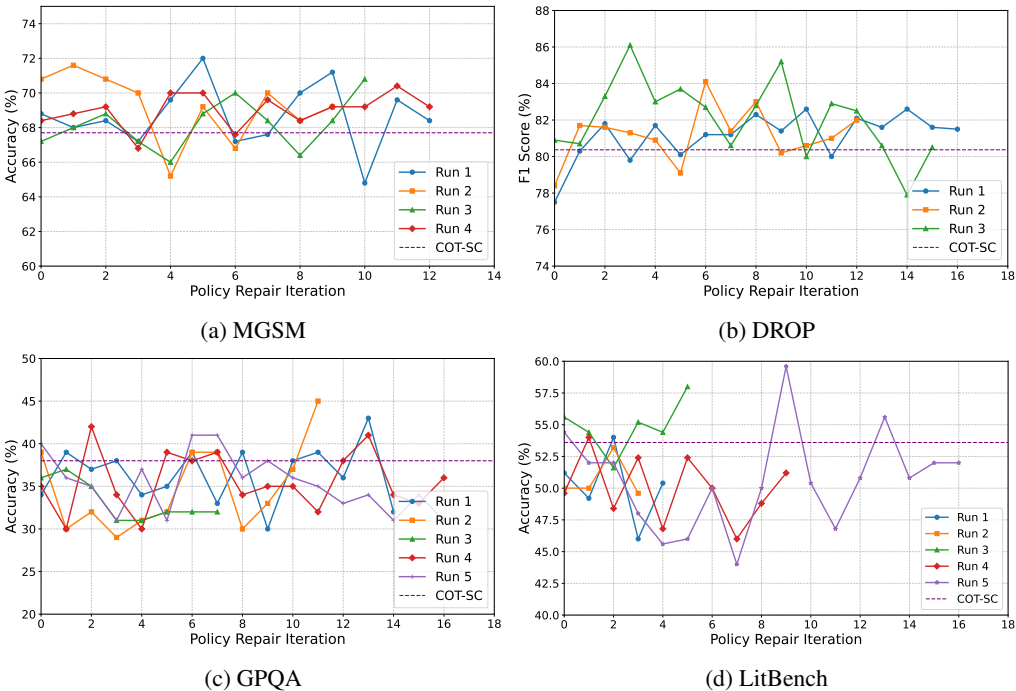 74
72
70
68
66
64
62
60
Accuracy (%)
0 2 4 6 8 10 12 14
Policy Repair Iteration
Run 1
Run 2
Run 3
Run 4
COT-SC
(a) MGSM
88
86
84
82
80
78
76
74
F1 Score (%)
0 2 4 6 8 10 12 14 16 18
Policy Repair Iteration
Run 1
Run 2
Run 3
COT-SC
(b) DROP
50
45
40
35
30
25
20
Accuracy (%)
0 2 4 6 8 10 12 14 16 18
Policy Repair Iteration
Run 1
Run 2
Run 3
Run 4
Run 5
COT-SC
(c) GPQA
60.0
57.5
55.0
52.5
50.0
47.5
45.0
42.5
40.0
Accuracy (%)
0 2 4 6 8 10 12 14 16 18
Policy Repair Iteration
Run 1
Run 2
Run 3
Run 4
Run 5
COT-SC
(d) LitBench